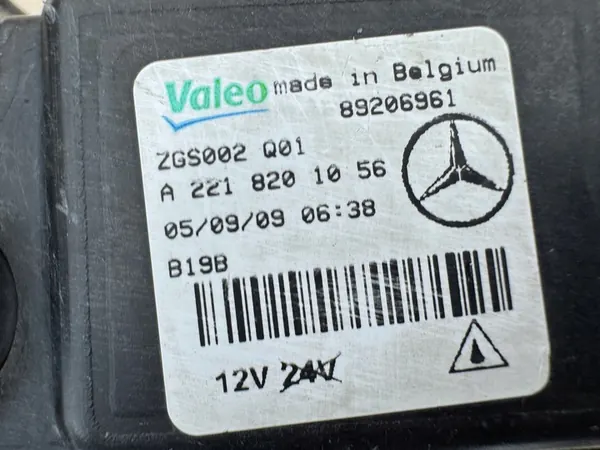 Valeo made in Belgium
89206961
ZGS002 Q01
A 221 820 10 56
05/09/09 06:38
B19B
12V 24V